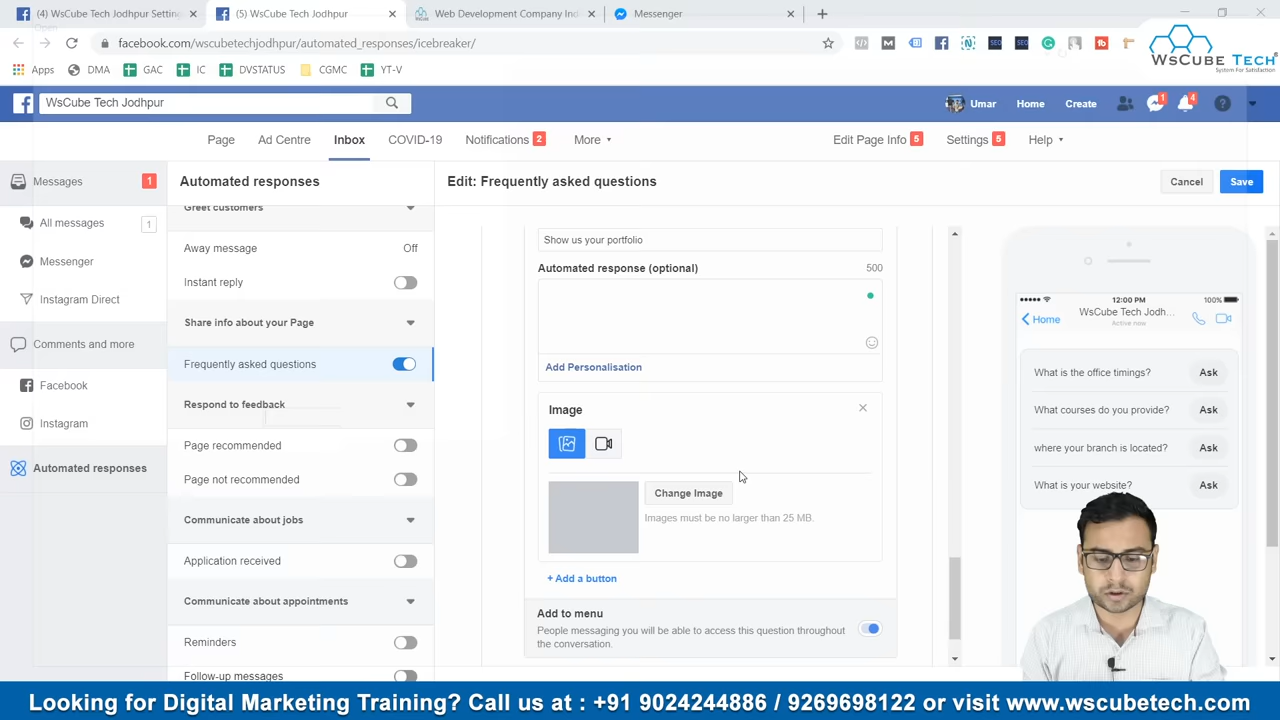 (4) WsCube Tech Jodhpur Setting
(5) WsCube Tech Jodhpur
Web Development Company Ind
Messenger
facebook.com/wscubetechjodhpur/automated_responses/icebreaker/
Apps
DMA
GAC
IC
DVSTATUS
CGMC
YT-V
WsCube Tech
System For Satisfaction
WsCube Tech Jodhpur
Umar
Home
Create
1
4
Page
Ad Centre
Inbox
COVID-19
Notifications 2
More
Edit Page Info 5
Settings 5
Help
Messages 1
All messages 1
Messenger
Instagram Direct
Comments and more
Facebook
Instagram
Automated responses
Automated responses
Greet customers
Away message Off
Instant reply
Share info about your Page
Frequently asked questions
Respond to feedback
Page recommended
Page not recommended
Communicate about jobs
Application received
Communicate about appointments
Reminders
Follow-up messages
Edit: Frequently asked questions
Cancel
Save
Show us your portfolio
Automated response (optional) 500
Add Personalisation
Image
Change Image
Images must be no larger than 25 MB.
+ Add a button
Add to menu
People messaging you will be able to access this question throughout
the conversation.
12:00 PM
100%
Home
WsCube Tech Jodh...
Active now
What is the office timings? Ask
What courses do you provide? Ask
where your branch is located? Ask
What is your website? Ask
Looking for Digital Marketing Training? Call us at : +91 9024244886 / 9269698122 or visit www.wscubetech.com